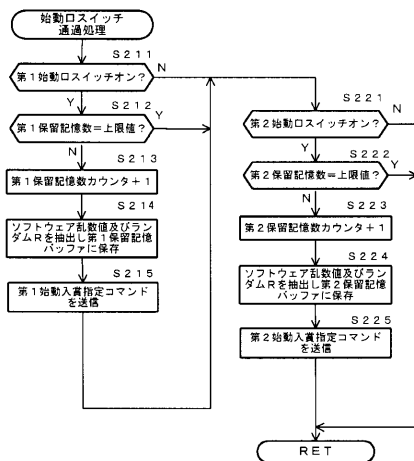 始動口スイッチ
通過処理
S211
第1始動口スイッチオン?
N
Y
S212
第1保留記憶数=上限値?
Y
N
S213
第1保留記憶数カウンタ+1
S214
ソフトウェア乱数値及びラン
ダムRを抽出し第1保留記憶
バッファに保存
S215
第1始動入賞指定コマンド
を送信
S221
第2始動口スイッチオン?
N
Y
S222
第2保留記憶数=上限値?
Y
N
S223
第2保留記憶数カウンタ+1
S224
ソフトウェア乱数値及びラン
ダムRを抽出し第2保留記憶
バッファに保存
S225
第2始動入賞指定コマンド
を送信
RET